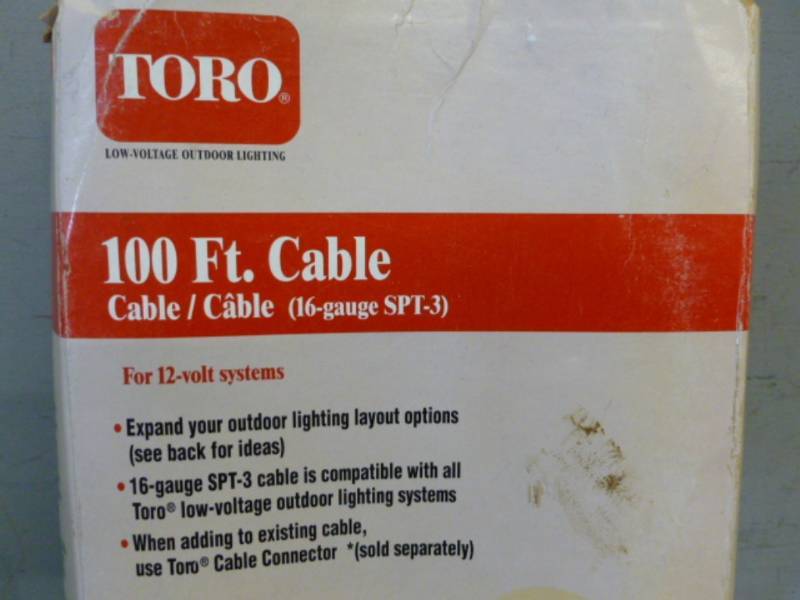 TORO®
LOW-VOLTAGE OUTDOOR LIGHTING
100 Ft. Cable
Cable / Câble (16-gauge SPT-3)
For 12-volt systems
• Expand your outdoor lighting layout options
(see back for ideas)
• 16-gauge SPT-3 cable is compatible with all
Toro® low-voltage outdoor lighting systems
• When adding to existing cable,
use Toro® Cable Connector *(sold separately)